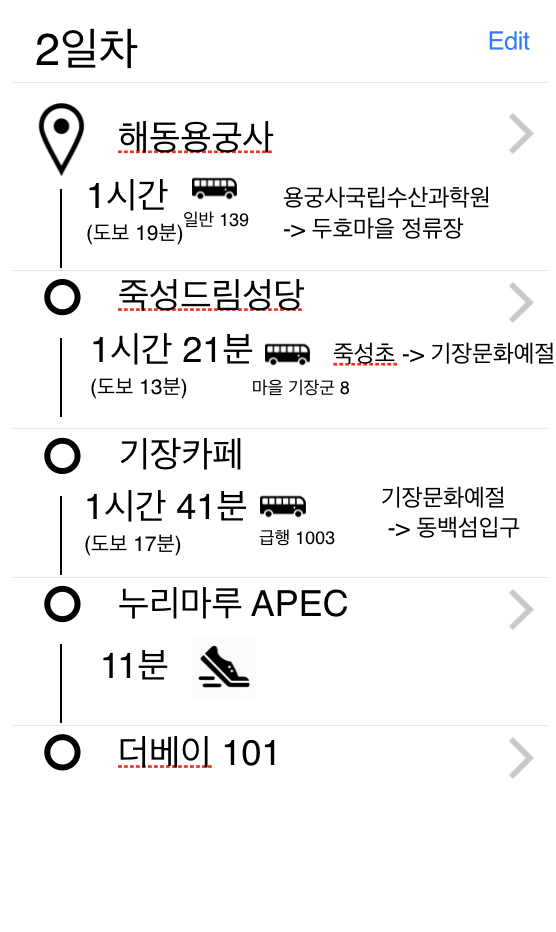 2일차
Edit
해동용궁사
1시간
(도보 19분)
일반 139
용궁사국립수산과학원
-> 두호마을 정류장
죽성드림성당
1시간 21분
(도보 13분)
마을 기장군 8
죽성초 -> 기장문화예절
기장카페
1시간 41분
(도보 17분)
급행 1003
기장문화예절
-> 동백섬입구
누리마루 APEC
11분
더베이 101